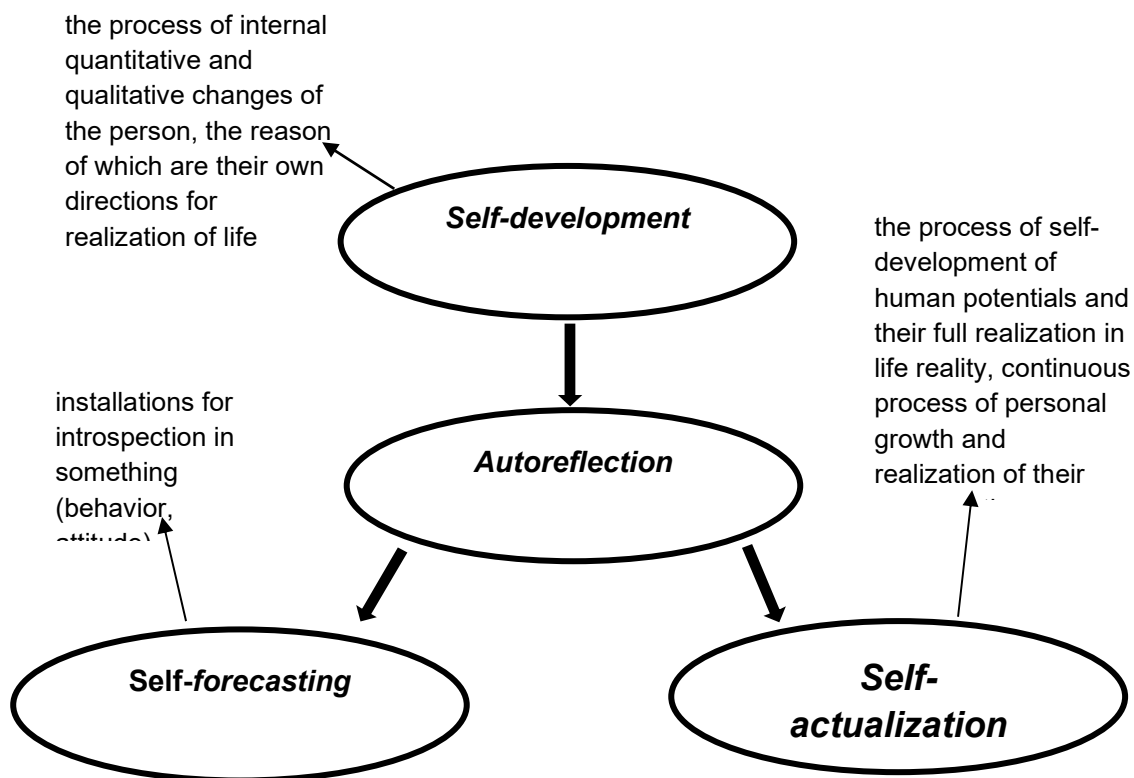 the process of internal
quantitative and
qualitative changes of
the person, the reason
of which are their own
directions for
realization of life
Self-development
the process of self-
development of
human potentials and
their full realization in
life reality, continuous
process of personal
growth and
realization of their
installations for
introspection in
something
(behavior,
attitude)
Autoreflection
Self-forecasting
Self-
actualization